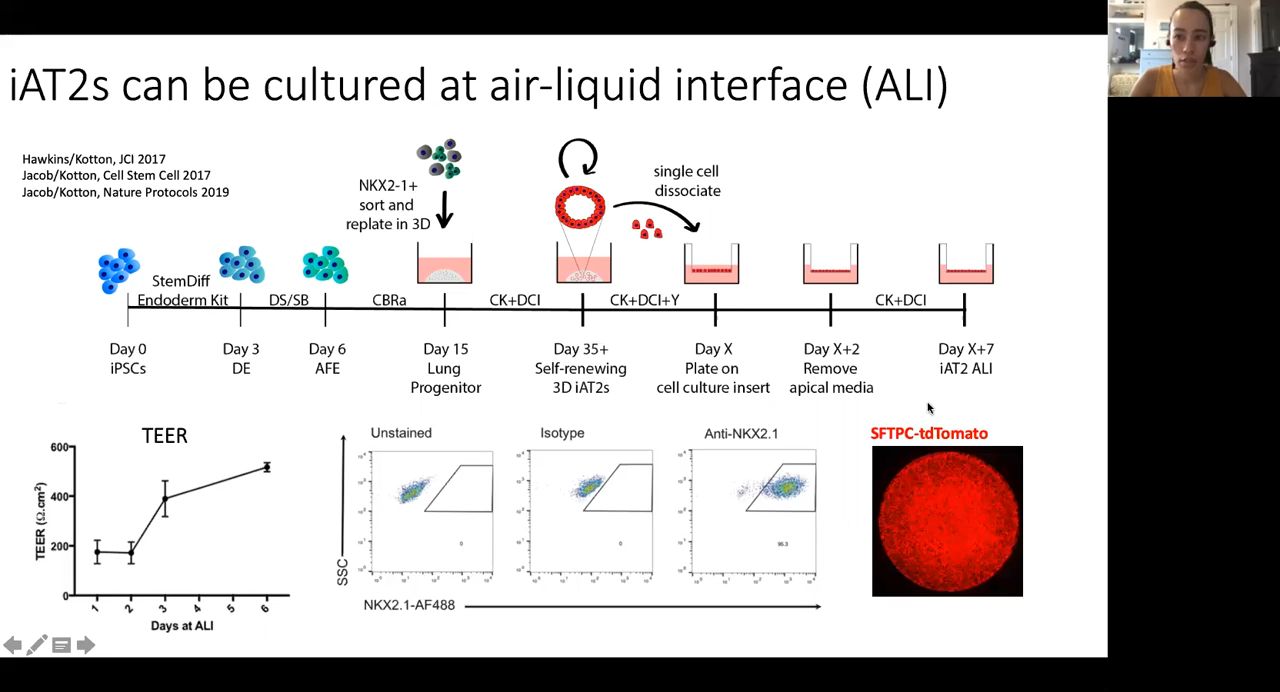 iAT2s can be cultured at air-liquid interface (ALI)
Hawkins/Kotton, JCI 2017
Jacob/Kotton, Cell Stem Cell 2017
Jacob/Kotton, Nature Protocols 2019
NKX2-1+
sort and
replate in 3D
single cell
dissociate
StemDiff
Endoderm Kit
DS/SB
CBRa
CK+DCI
CK+DCI+Y
CK+DCI
Day 0
iPSCs
Day 3
DE
Day 6
AFE
Day 15
Lung
Progenitor
Day 35+
Self-renewing
3D iAT2s
Day X
Plate on
cell culture insert
Day X+2
Remove
apical media
Day X+7
iAT2 ALI
TEER
600
400
200
0
TEER (Ω.cm²)
1 2 3 4 5 6
Days at ALI
Unstained
Isotype
Anti-NKX2.1
SSC
0
0
NKX2.1-AF488
SFTPC-tdTomato